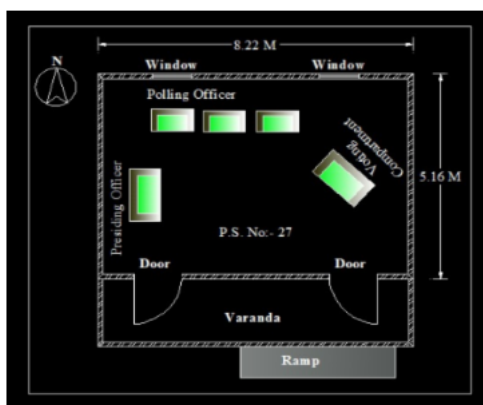 8.22 M
N
Window
Window
Polling Officer
Voting
Compartment
5.16 M
Presiding Officer
P.S. No:- 27
Door
Door
Varanda
Ramp